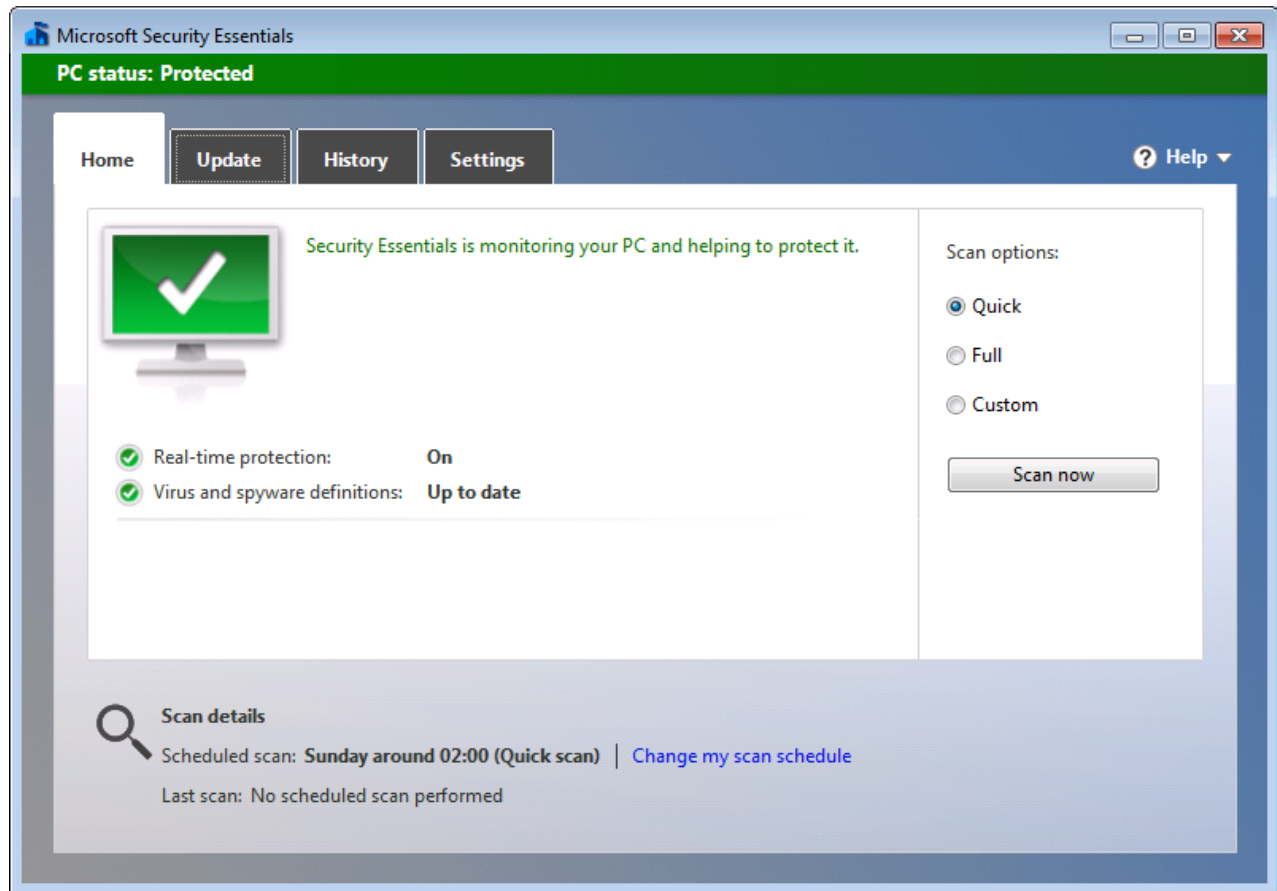 Microsoft Security Essentials
PC status: Protected
Home Update History Settings Help
Security Essentials is monitoring your PC and helping to protect it.
Real-time protection: On
Virus and spyware definitions: Up to date
Scan options:
Quick
Full
Custom
Scan now
Scan details
Scheduled scan: Sunday around 02:00 (Quick scan) | Change my scan schedule
Last scan: No scheduled scan performed